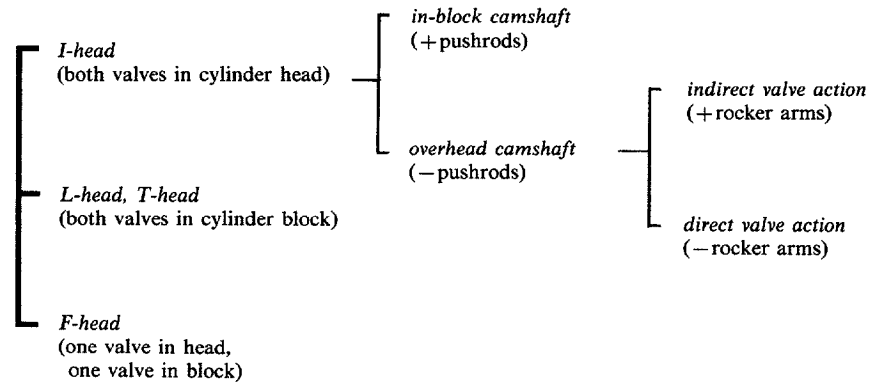 I-head
(both valves in cylinder head)
in-block camshaft
(+pushrods)
overhead camshaft
(−pushrods)
indirect valve action
(+rocker arms)
direct valve action
(−rocker arms)
L-head, T-head
(both valves in cylinder block)
F-head
(one valve in head,
one valve in block)